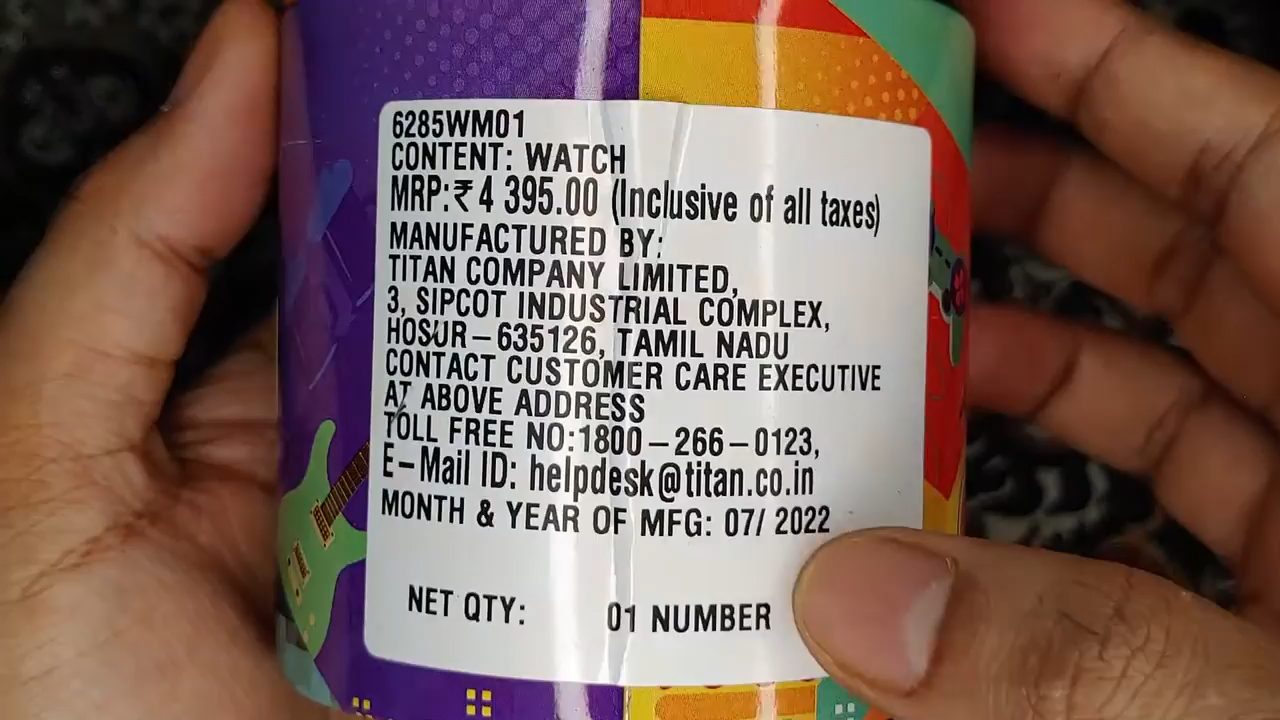 6285WM01
CONTENT: WATCH
MRP:₹ 4 395.00 (Inclusive of all taxes)
MANUFACTURED BY:
TITAN COMPANY LIMITED,
3, SIPCOT INDUSTRIAL COMPLEX,
HOSUR–635126, TAMIL NADU
CONTACT CUSTOMER CARE EXECUTIVE
AT ABOVE ADDRESS
TOLL FREE NO:1800–266–0123,
E–Mail ID: helpdesk@titan.co.in
MONTH & YEAR OF MFG: 07/ 2022
NET QTY: 01 NUMBER